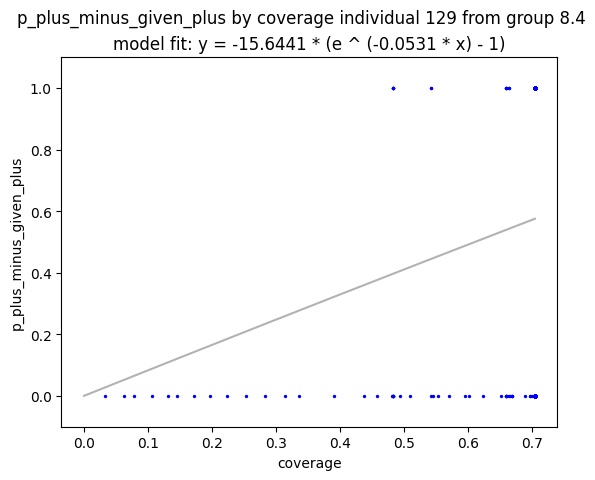 p_plus_minus_given_plus by coverage individual 129 from group 8.4
model fit: y = -15.6441 * (e ^ (-0.0531 * x) - 1)
p_plus_minus_given_plus
1.0
0.8
0.6
0.4
0.2
0.0
0.0 0.1 0.2 0.3 0.4 0.5 0.6 0.7
coverage